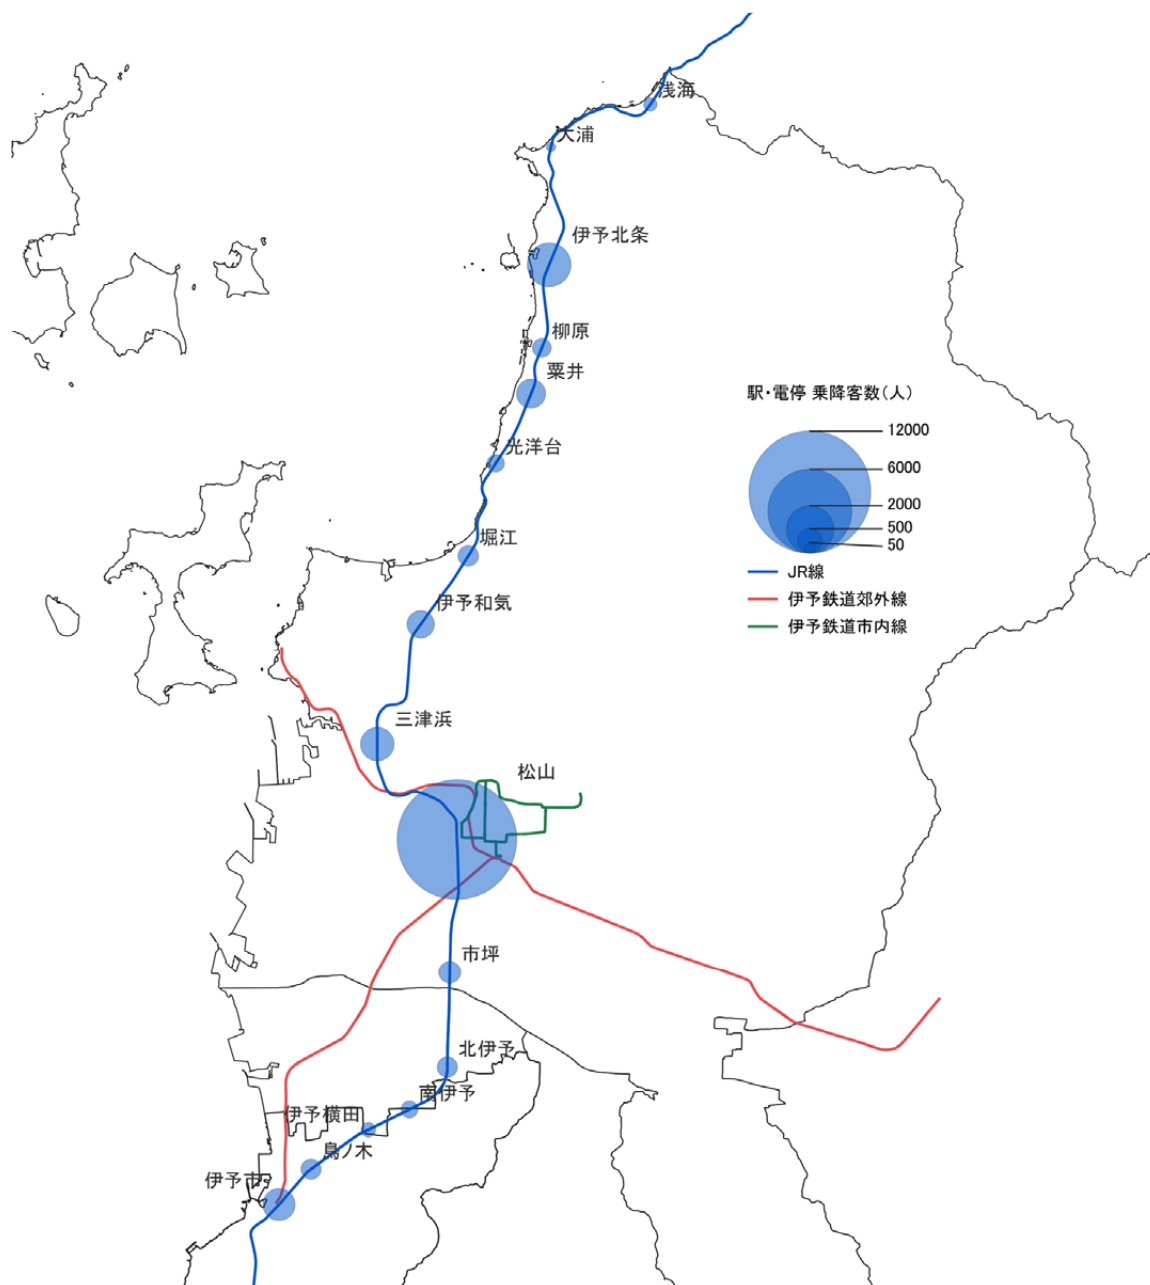 浅海
大浦
伊予北条
柳原
粟井
光洋台
堀江
伊予和気
三津浜
松山
市坪
北伊予
南伊予
伊予横田
鳥ノ木
伊予市
駅・電停 乗降客数(人)
12000
6000
2000
500
50
JR線
伊予鉄道郊外線
伊予鉄道市内線